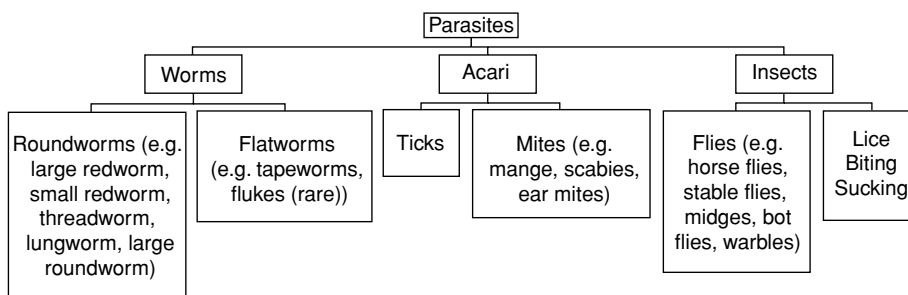 Parasites
Worms
Acari
Insects
Roundworms (e.g.
large redworm,
small redworm,
threadworm,
lungworm, large
roundworm)
Flatworms
(e.g. tapeworms,
flukes (rare))
Ticks
Mites (e.g.
mange, scabies,
ear mites)
Flies (e.g.
horse flies,
stable flies,
midges, bot
flies, warbles)
Lice
Biting
Sucking